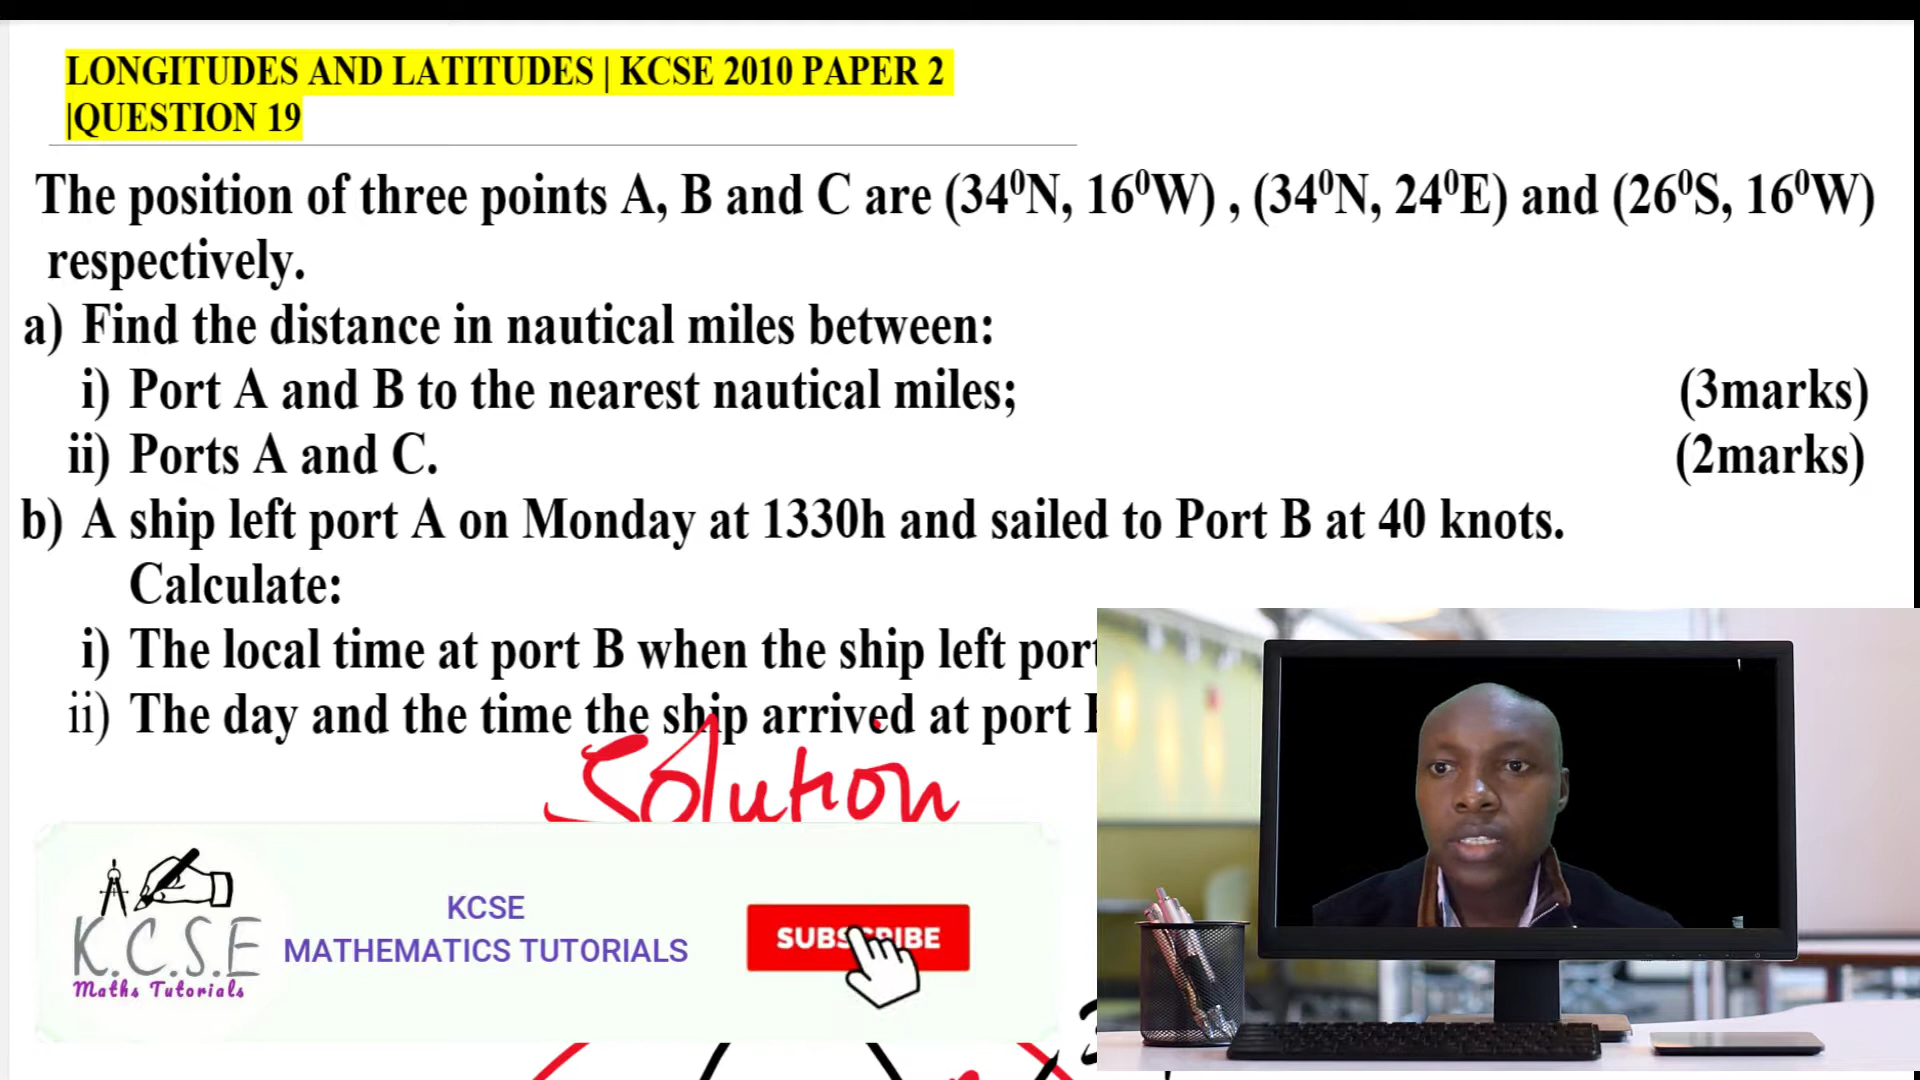 LONGITUDES AND LATITUDES | KCSE 2010 PAPER 2
|QUESTION 19
The position of three points A, B and C are (34⁰N, 16⁰W) , (34⁰N, 24⁰E) and (26⁰S, 16⁰W)
respectively.
a) Find the distance in nautical miles between:
i) Port A and B to the nearest nautical miles; (3marks)
ii) Ports A and C. (2marks)
b) A ship left port A on Monday at 1330h and sailed to Port B at 40 knots.
Calculate:
i) The local time at port B when the ship left port
ii) The day and the time the ship arrived at port
Solution
K.C.S.E
Maths Tutorials
KCSE
MATHEMATICS TUTORIALS
SUBSCRIBE